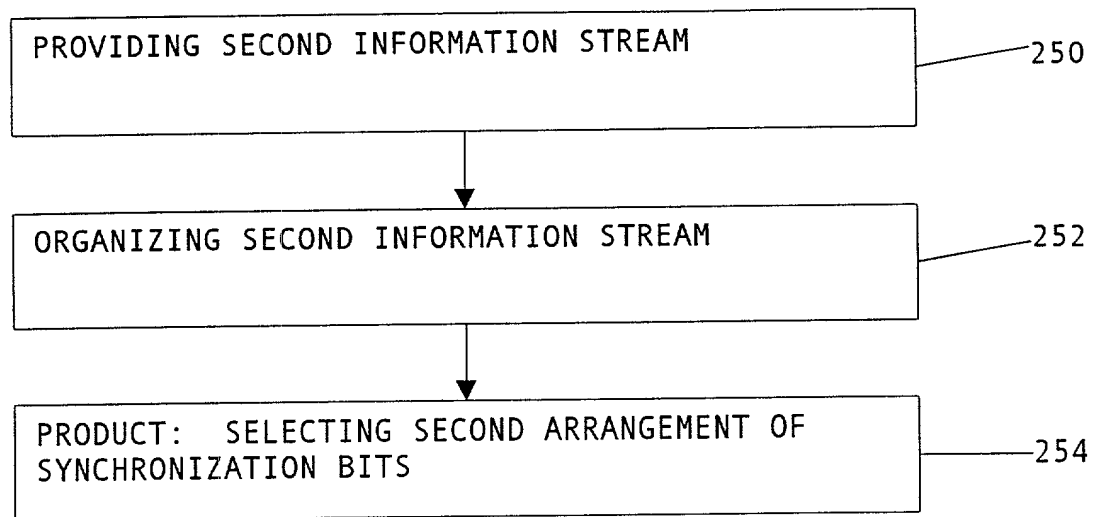 PROVIDING SECOND INFORMATION STREAM
250
ORGANIZING SECOND INFORMATION STREAM
252
PRODUCT: SELECTING SECOND ARRANGEMENT OF
SYNCHRONIZATION BITS
254